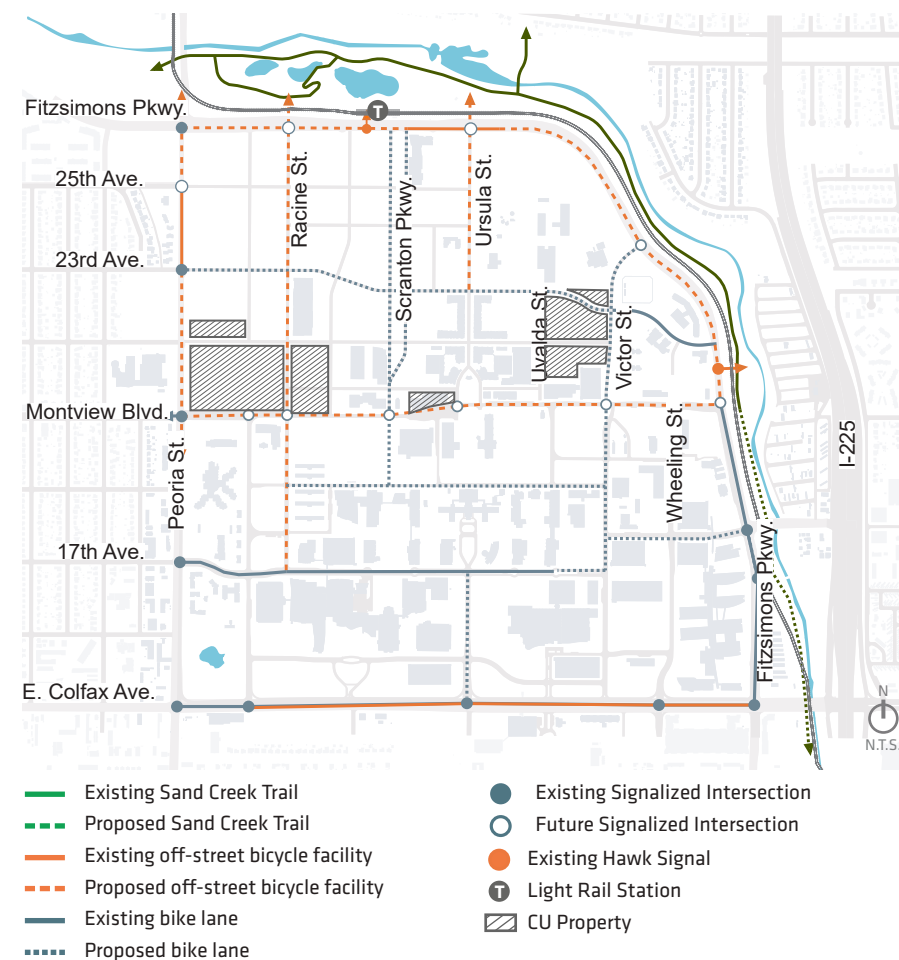 Fitzsimons Pkwy.
T
25th Ave.
Racine St.
Scranton Pkwy.
Ursula St.
23rd Ave.
Uvalda St.
Victor St.
Montview Blvd.
Peoria St.
Wheeling St.
I-225
17th Ave.
Fitzsimons Pkwy.
E. Colfax Ave.
N
N.T.S.
Existing Sand Creek Trail
Proposed Sand Creek Trail
Existing off-street bicycle facility
Proposed off-street bicycle facility
Existing bike lane
Proposed bike lane
Existing Signalized Intersection
Future Signalized Intersection
Existing Hawk Signal
T Light Rail Station
CU Property